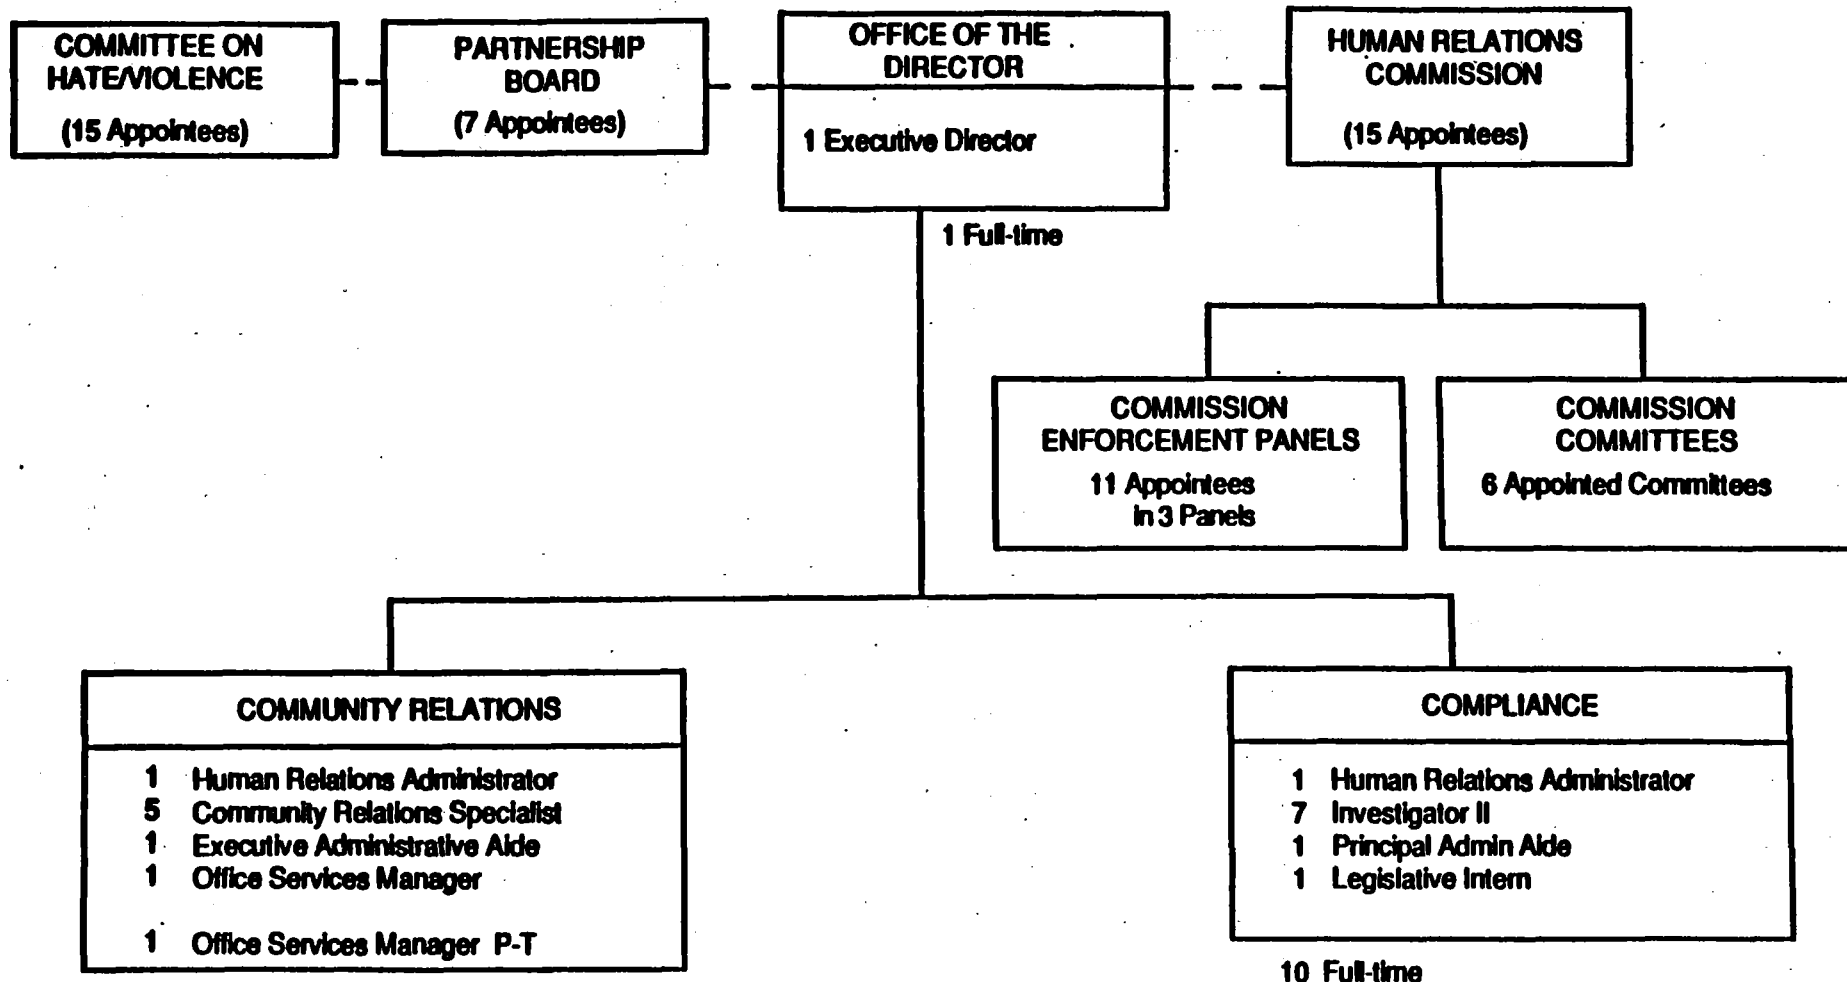 COMMITTEE ON
HATE/VIOLENCE
(15 Appointees)
PARTNERSHIP
BOARD
(7 Appointees)
OFFICE OF THE
DIRECTOR
1 Executive Director
1 Full-time
HUMAN RELATIONS
COMMISSION
(15 Appointees)
COMMISSION
ENFORCEMENT PANELS
11 Appointees
in 3 Panels
COMMISSION
COMMITTEES
6 Appointed Committees
COMMUNITY RELATIONS
1 Human Relations Administrator
5 Community Relations Specialist
1 Executive Administrative Aide
1 Office Services Manager
1 Office Services Manager P-T
COMPLIANCE
1 Human Relations Administrator
7 Investigator II
1 Principal Admin Aide
1 Legislative Intern
10 Full-time